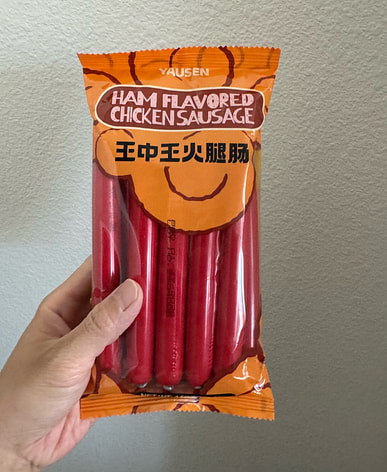 YAUSEN
HAM FLAVORED
CHICKEN SAUSAGE
王中王火腿肠